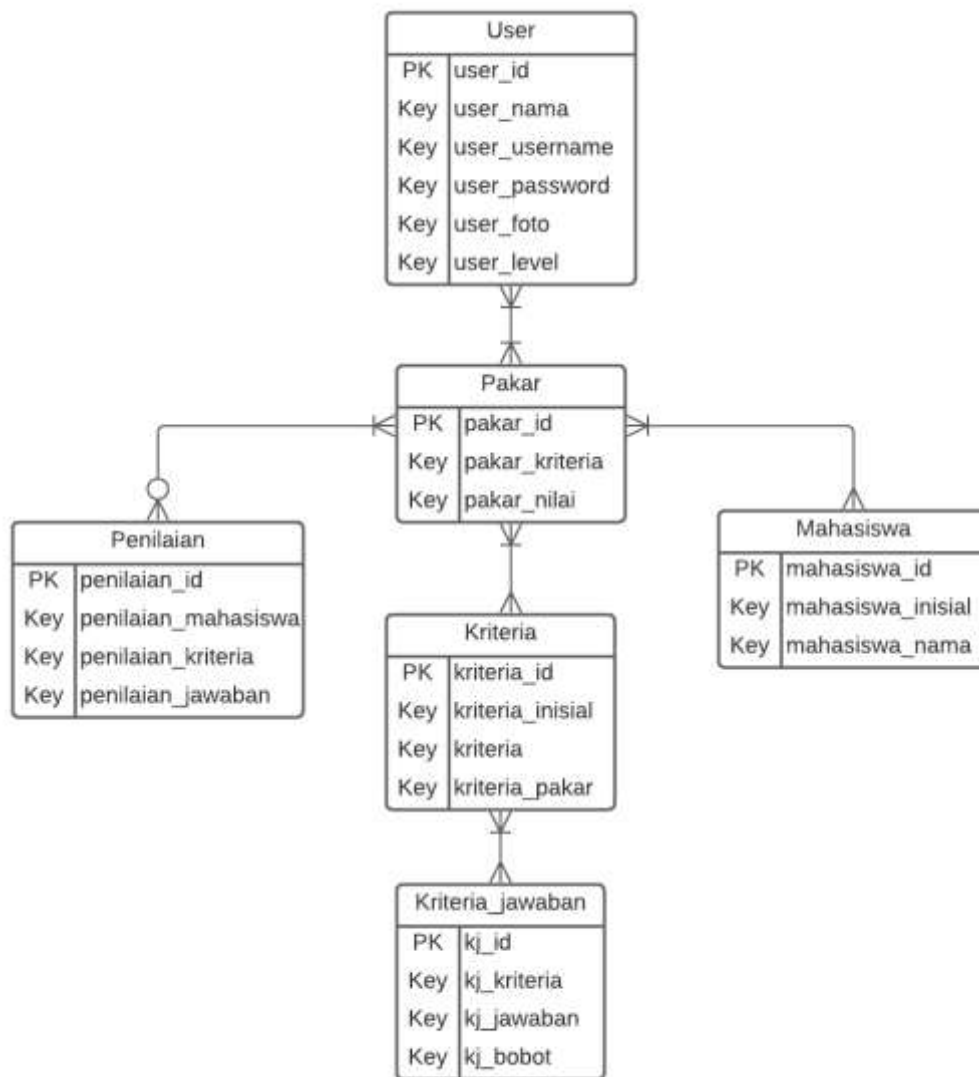 User
PK user_id
Key user_nama
Key user_username
Key user_password
Key user_foto
Key user_level
Pakar
PK pakar_id
Key pakar_kriteria
Key pakar_nilai
Penilaian
PK penilaian_id
Key penilaian_mahasiswa
Key penilaian_kriteria
Key penilaian_jawaban
Mahasiswa
PK mahasiswa_id
Key mahasiswa_inisial
Key mahasiswa_nama
Kriteria
PK kriteria_id
Key kriteria_inisial
Key kriteria
Key kriteria_pakar
Kriteria_jawaban
PK kj_id
Key kj_kriteria
Key kj_jawaban
Key kj_bobot